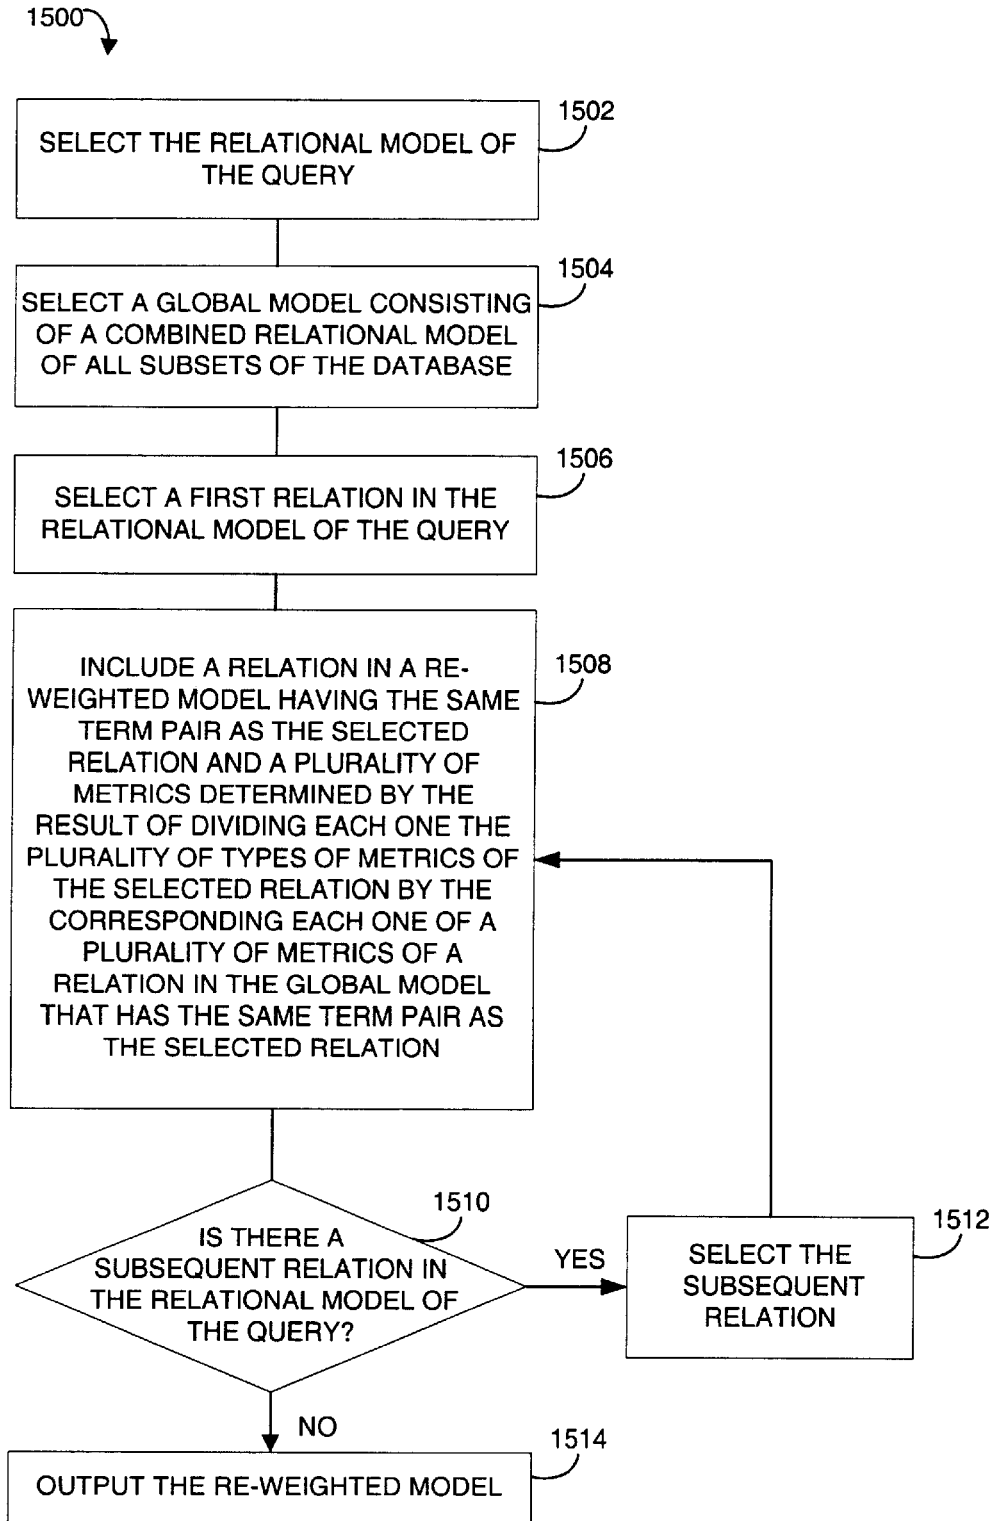 1500
1502
SELECT THE RELATIONAL MODEL OF
THE QUERY
1504
SELECT A GLOBAL MODEL CONSISTING
OF A COMBINED RELATIONAL MODEL
OF ALL SUBSETS OF THE DATABASE
1506
SELECT A FIRST RELATION IN THE
RELATIONAL MODEL OF THE QUERY
1508
INCLUDE A RELATION IN A RE-
WEIGHTED MODEL HAVING THE SAME
TERM PAIR AS THE SELECTED
RELATION AND A PLURALITY OF
METRICS DETERMINED BY THE
RESULT OF DIVIDING EACH ONE THE
PLURALITY OF TYPES OF METRICS OF
THE SELECTED RELATION BY THE
CORRESPONDING EACH ONE OF A
PLURALITY OF METRICS OF A
RELATION IN THE GLOBAL MODEL
THAT HAS THE SAME TERM PAIR AS
THE SELECTED RELATION
1510
IS THERE A
SUBSEQUENT RELATION IN
THE RELATIONAL MODEL OF
THE QUERY?
YES
1512
SELECT THE
SUBSEQUENT
RELATION
NO
1514
OUTPUT THE RE-WEIGHTED MODEL